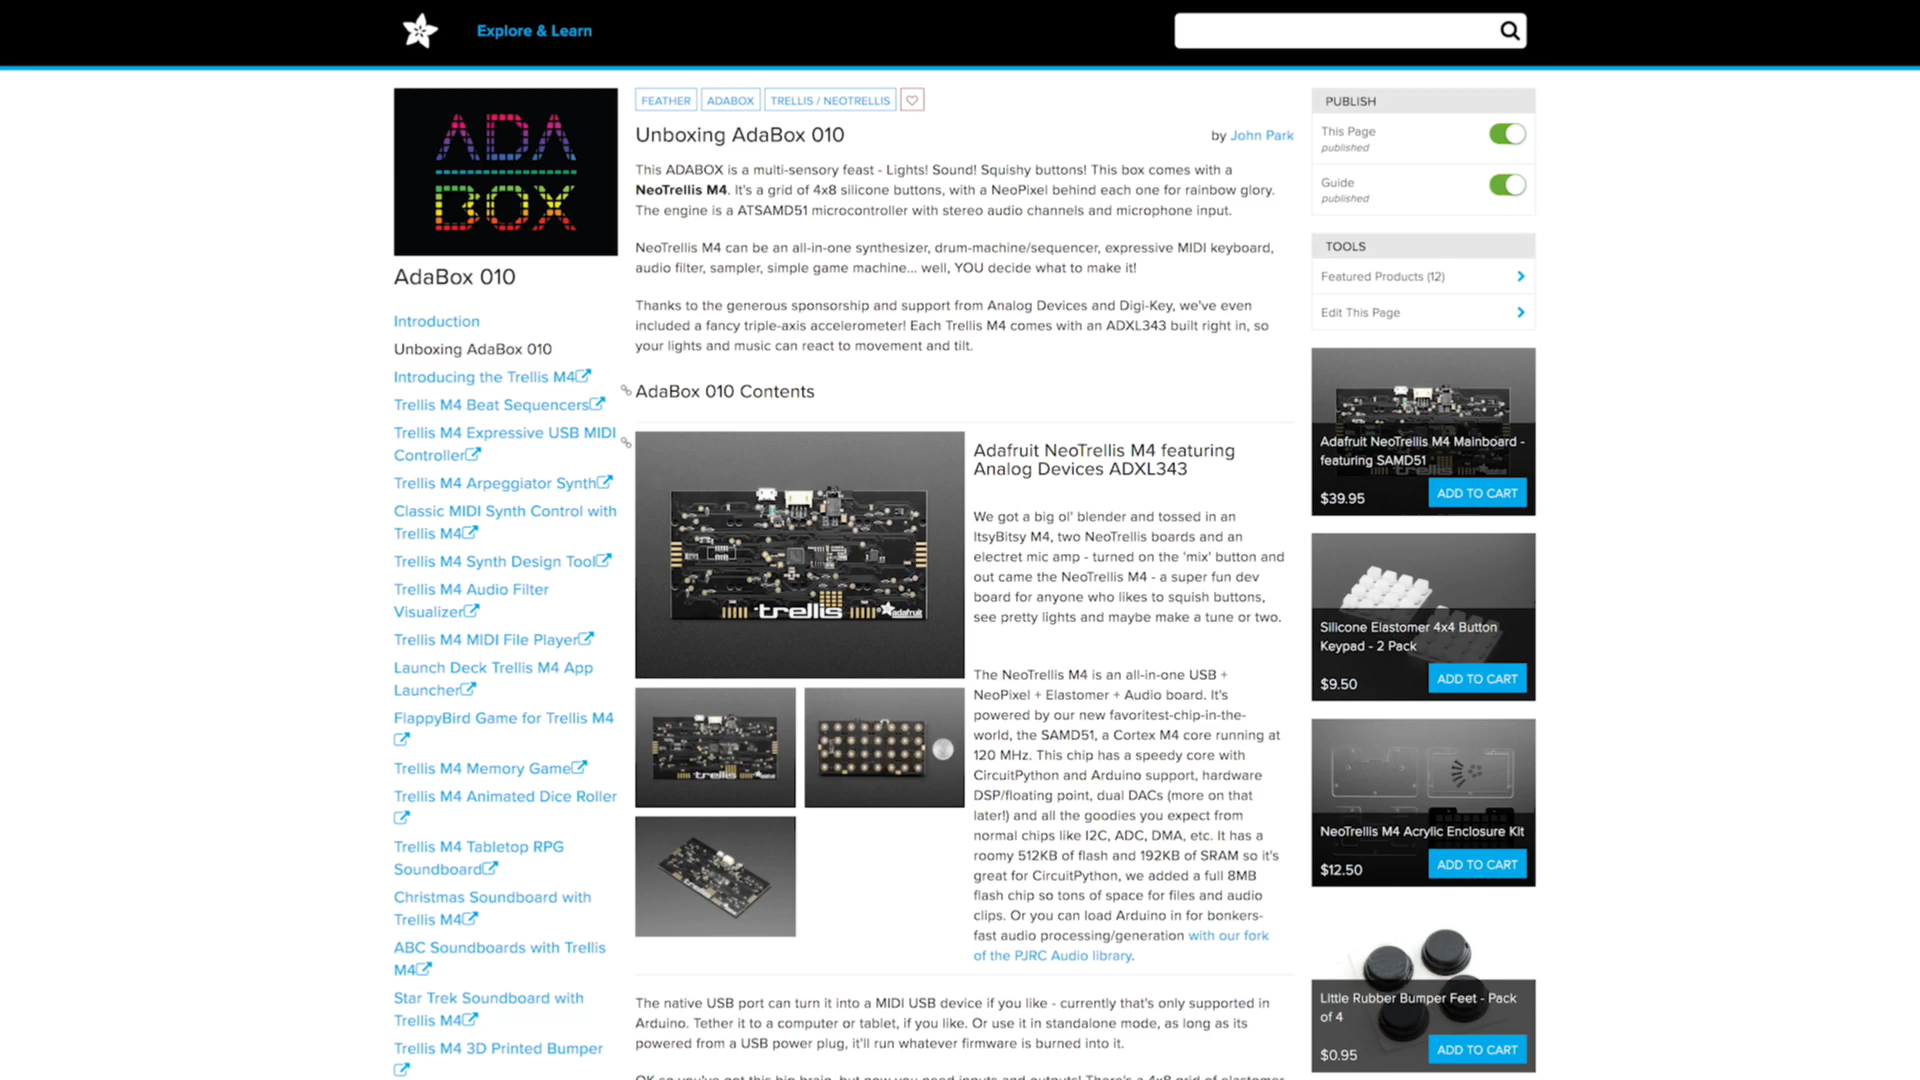 Explore & Learn
ADA
BOX
AdaBox 010
Introduction
Unboxing AdaBox 010
Introducing the Trellis M4
Trellis M4 Beat Sequencers
Trellis M4 Expressive USB MIDI
Controller
Trellis M4 Arpeggiator Synth
Classic MIDI Synth Control with
Trellis M4
Trellis M4 Synth Design Tool
Trellis M4 Audio Filter
Visualizer
Trellis M4 MIDI File Player
Launch Deck Trellis M4 App
Launcher
FlappyBird Game for Trellis M4
Trellis M4 Memory Game
Trellis M4 Animated Dice Roller
Trellis M4 Tabletop RPG
Soundboard
Christmas Soundboard with
Trellis M4
ABC Soundboards with Trellis
M4
Star Trek Soundboard with
Trellis M4
Trellis M4 3D Printed Bumper
FEATHER
ADABOX
TRELLIS / NEOTRELLIS
Unboxing AdaBox 010
by John Park
This ADABOX is a multi-sensory feast - Lights! Sound! Squishy buttons! This box comes with a
NeoTrellis M4. It's a grid of 4x8 silicone buttons, with a NeoPixel behind each one for rainbow glory.
The engine is a ATSAMD51 microcontroller with stereo audio channels and microphone input.
NeoTrellis M4 can be an all-in-one synthesizer, drum-machine/sequencer, expressive MIDI keyboard,
audio filter, sampler, simple game machine... well, YOU decide what to make it!
Thanks to the generous sponsorship and support from Analog Devices and Digi-Key, we've even
included a fancy triple-axis accelerometer! Each Trellis M4 comes with an ADXL343 built right in, so
your lights and music can react to movement and tilt.
AdaBox 010 Contents
trellis
adafruit
trellis
Adafruit NeoTrellis M4 featuring
Analog Devices ADXL343
We got a big ol' blender and tossed in an
ItsyBitsy M4, two NeoTrellis boards and an
electret mic amp - turned on the 'mix' button and
out came the NeoTrellis M4 - a super fun dev
board for anyone who likes to squish buttons,
see pretty lights and maybe make a tune or two.
The NeoTrellis M4 is an all-in-one USB +
NeoPixel + Elastomer + Audio board. It's
powered by our new favoritest-chip-in-the-
world, the SAMD51, a Cortex M4 core running at
120 MHz. This chip has a speedy core with
CircuitPython and Arduino support, hardware
DSP/floating point, dual DACs (more on that
later!) and all the goodies you expect from
normal chips like I2C, ADC, DMA, etc. It has a
roomy 512KB of flash and 192KB of SRAM so it's
great for CircuitPython, we added a full 8MB
flash chip so tons of space for files and audio
clips. Or you can load Arduino in for bonkers-
fast audio processing/generation with our fork
of the PJRC Audio library.
The native USB port can turn it into a MIDI USB device if you like - currently that's only supported in
Arduino. Tether it to a computer or tablet, if you like. Or use it in standalone mode, as long as its
powered from a USB power plug, it'll run whatever firmware is burned into it.
OK so you've got this big brain, but now you need inputs and outputs! There's a 4x8 grid of elastomer
PUBLISH
This Page
published
Guide
published
TOOLS
Featured Products (12)
Edit This Page
Adafruit NeoTrellis M4 Mainboard -
featuring SAMD51
$39.95
ADD TO CART
Silicone Elastomer 4x4 Button
Keypad - 2 Pack
$9.50
ADD TO CART
NeoTrellis M4 Acrylic Enclosure Kit
$12.50
ADD TO CART
Little Rubber Bumper Feet - Pack
of 4
$0.95
ADD TO CART